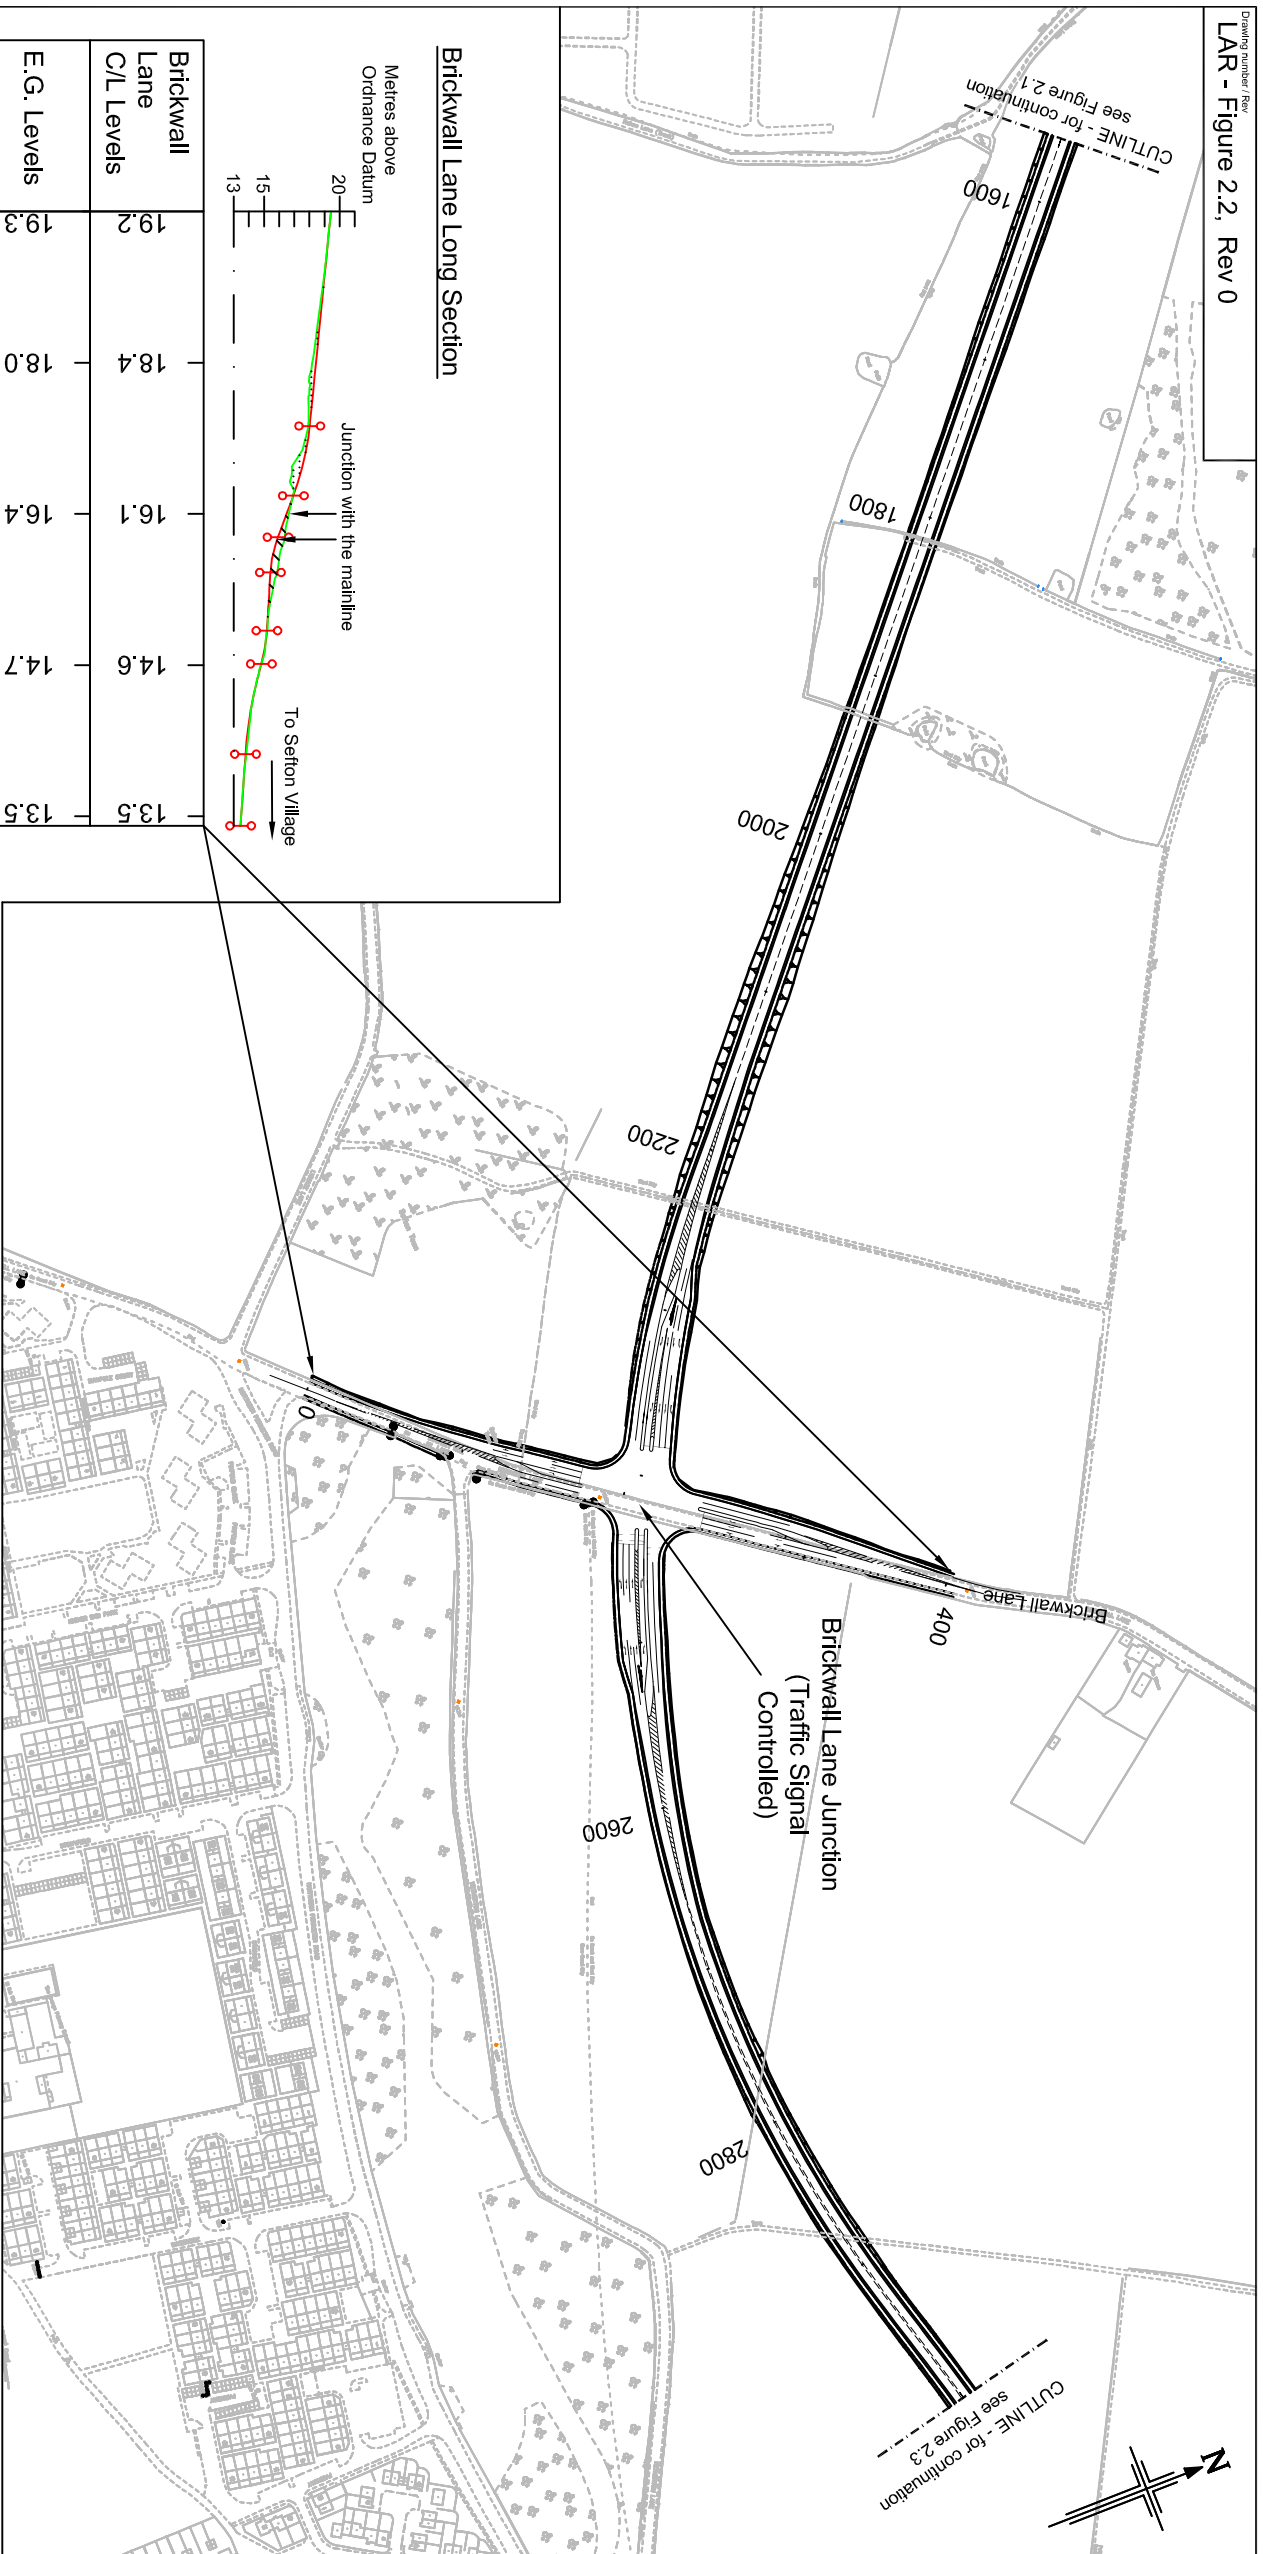 Drawing number / Rev
LAR - Figure 2.2, Rev 0
CUTLINE - for continuation
see Figure 2.1
1600
1800
2000
2200
Brickwall Lane Long Section
Metres above
Ordnance Datum
20
15
13
Junction with the mainline
To Sefton Village
Brickwall
Lane
C/L Levels
19.2
18.4
16.1
14.6
13.5
E.G. Levels
19.3
18.0
16.4
14.7
13.5
0
400
Brickwall Lane
Brickwall Lane Junction
(Traffic Signal
Controlled)
2600
2800
CUTLINE - for continuation
see Figure 2.3
N